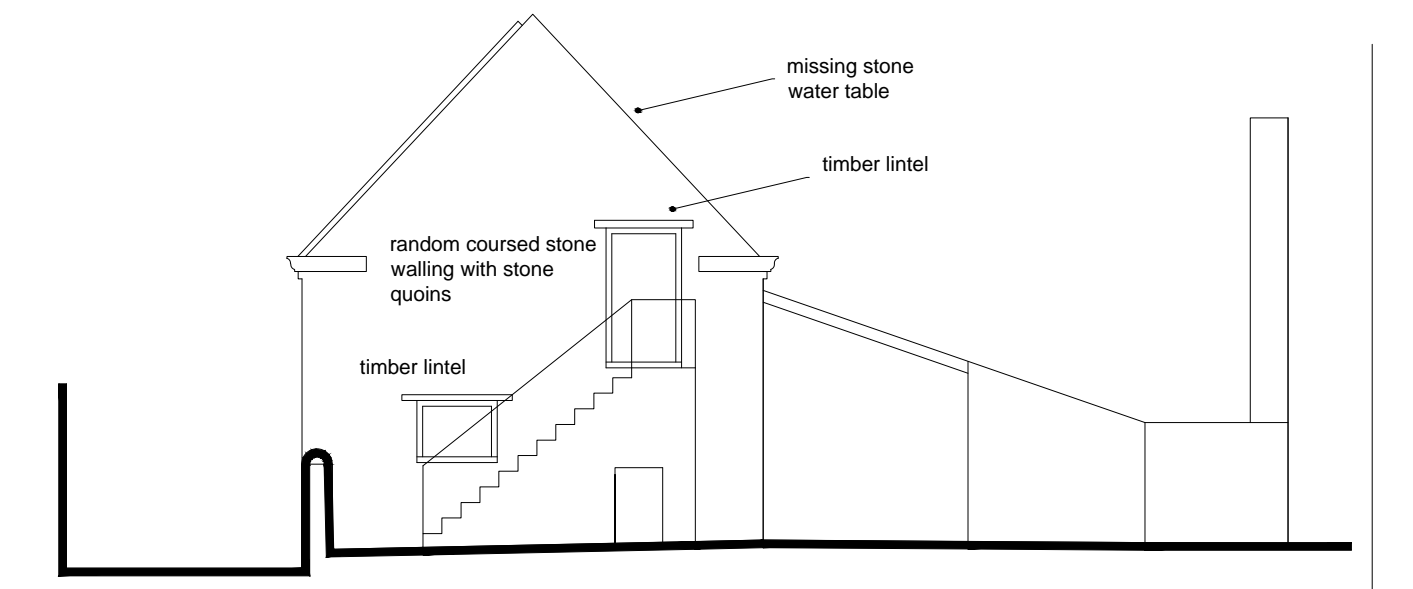 missing stone
water table
timber lintel
random coursed stone
walling with stone
quoins
timber lintel